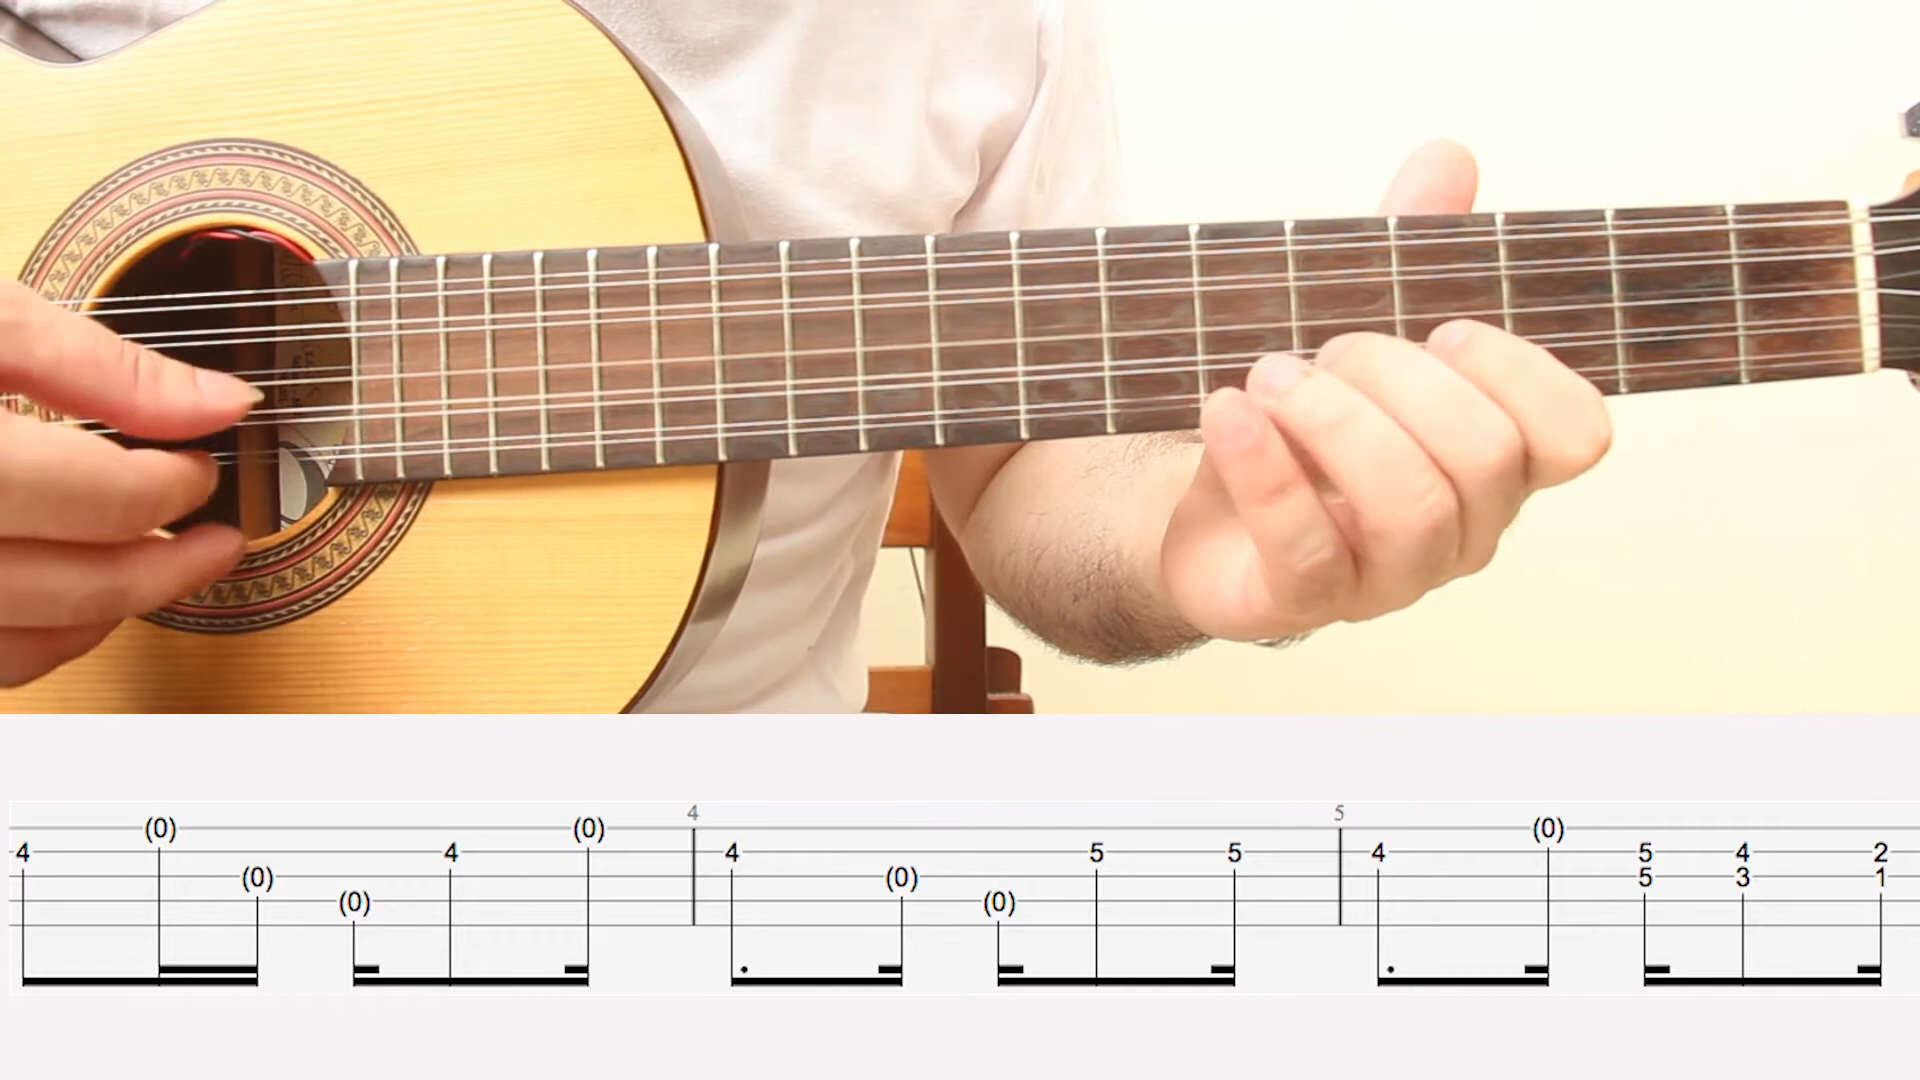 4 5
(0) (0) (0)
4 4 4 5 5 4 5 4 2
(0) (0) 5 3 1
(0) (0)